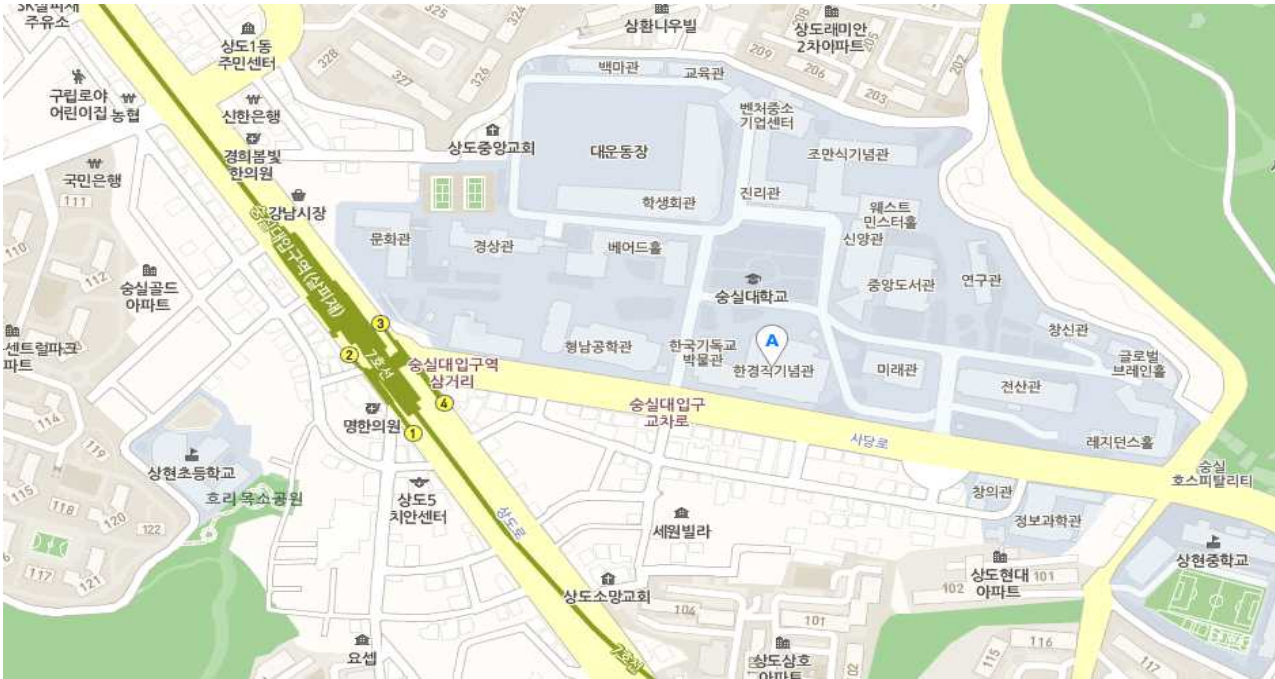 SK살피재
주유소
상도1동
주민센터
324
328
327
326
삼환니우빌
상도래미안
2차아파트
208
205
209
206
202
203
구립로야
어린이집
농협
신한은행
백마관
교육관
벤처중소
기업센터
경희봄빛
한의원
상도중앙교회
대운동장
조만식기념관
국민은행
111
강남시장
학생회관
진리관
웨스트
민스터홀
110
문화관
경상관
베어드홀
신양관
112
숭실대입구역(살피재)
숭실골드
아파트
숭실대학교
중앙도서관
연구관
센트럴파크
파트
3
2
7호선
숭실대입구역
삼거리
형남공학관
한국기독교
박물관
A
한경직기념관
미래관
창신관
글로벌
브레인홀
전산관
114
명한의원
4
1
숭실대입구
교차로
사당로
레지던스홀
119
상현초등학교
115
118
120
122
호리목소공원
상도5
치안센터
상도로
세원빌라
창의관
정보과학관
숭실
호스피탈리티
117
121
상도소망교회
상도현대
아파트
101
102
상현중학교
104
101
요셉
7호선
상도상호
아파트
02
115
116
117